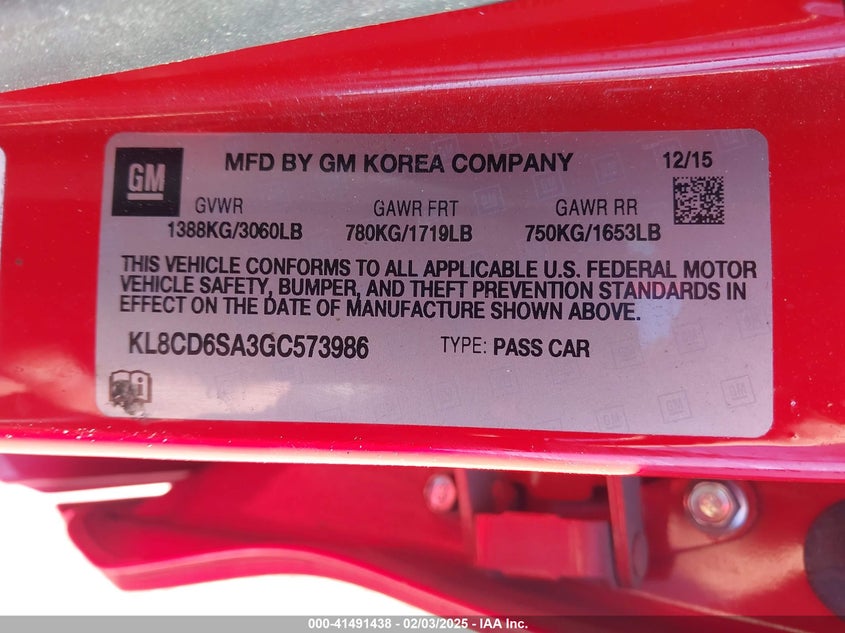 GM
MFD BY GM KOREA COMPANY
12/15
GVWR GAWR FRT GAWR RR
1388KG/3060LB 780KG/1719LB 750KG/1653LB
THIS VEHICLE CONFORMS TO ALL APPLICABLE U.S. FEDERAL MOTOR
VEHICLE SAFETY, BUMPER, AND THEFT PREVENTION STANDARDS IN
EFFECT ON THE DATE OF MANUFACTURE SHOWN ABOVE.
KL8CD6SA3GC573986 TYPE: PASS CAR
000-41491438 - 02/03/2025 - IAA Inc.